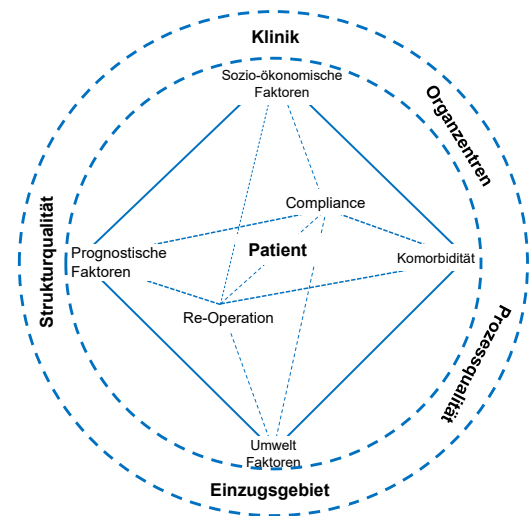 Klinik
Sozio-ökonomische
Faktoren
Organzentren
Compliance
Strukturqualität
Prognostische
Faktoren
Patient
Komorbidität
Re-Operation
Prozessqualität
Umwelt
Faktoren
Einzugsgebiet